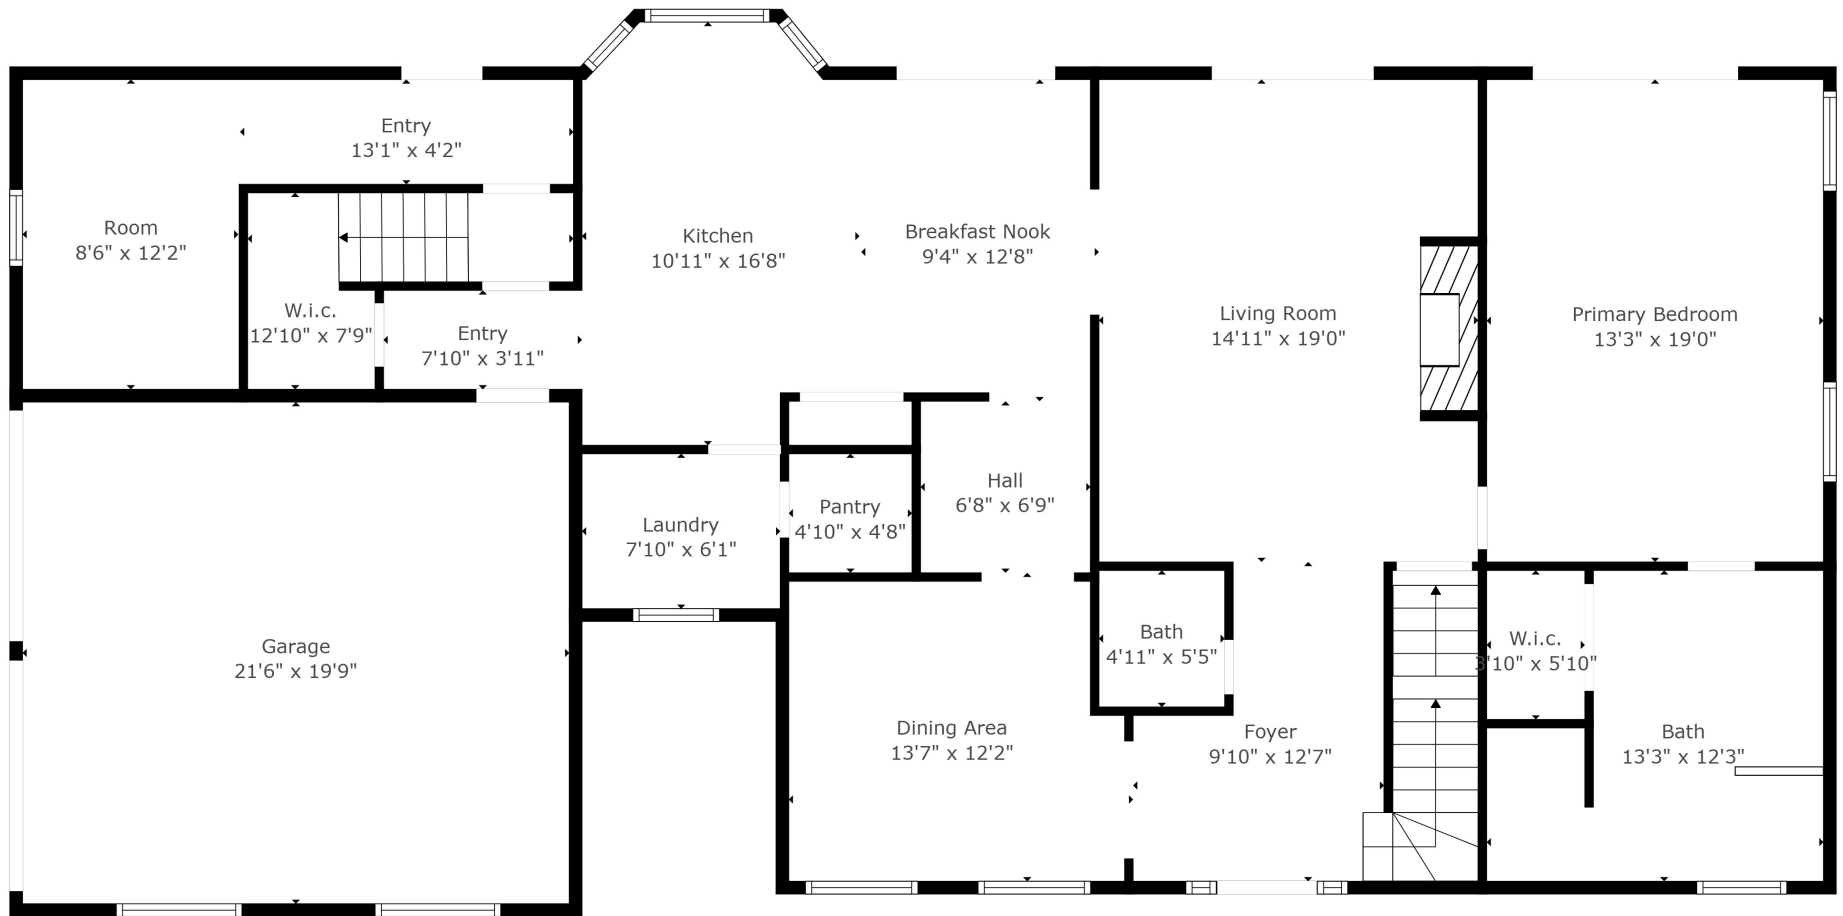 Entry
13'1" x 4'2"
Room
8'6" x 12'2"
W.i.c.
12'10" x 7'9"
Entry
7'10" x 3'11"
Kitchen
10'11" x 16'8"
Breakfast Nook
9'4" x 12'8"
Living Room
14'11" x 19'0"
Primary Bedroom
13'3" x 19'0"
Garage
21'6" x 19'9"
Laundry
7'10" x 6'1"
Pantry
4'10" x 4'8"
Hall
6'8" x 6'9"
Dining Area
13'7" x 12'2"
Bath
4'11" x 5'5"
Foyer
9'10" x 12'7"
W.i.c.
3'10" x 5'10"
Bath
13'3" x 12'3"